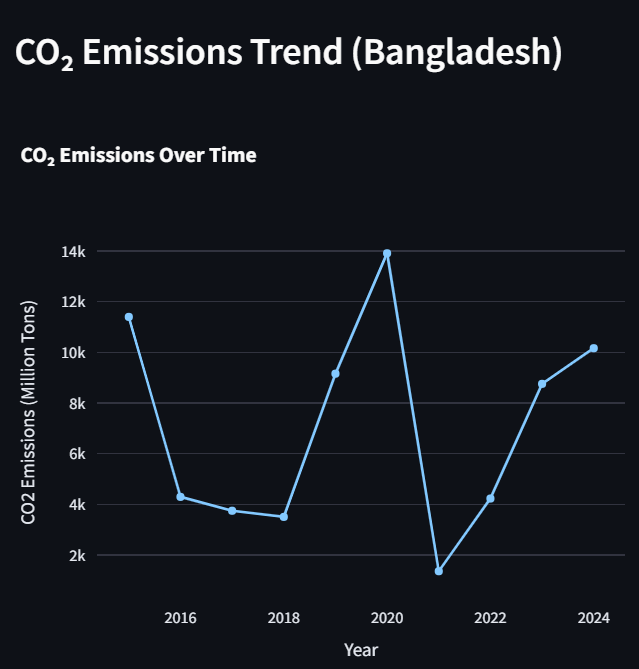 CO₂ Emissions Trend (Bangladesh)
CO₂ Emissions Over Time
14k
12k
10k
8k
6k
4k
2k
CO2 Emissions (Million Tons)
2016 2018 2020 2022 2024
Year